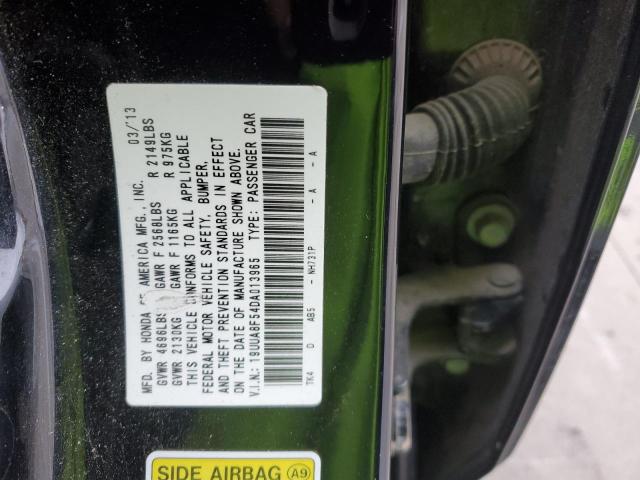 MFD. BY HONDA OF AMERICA MFG., INC. 03/'13
GVWR 4696LBS GAWR F 2568LBS R 2149LBS
GVWR 2130KG GAWR F 1165KG R 975KG
THIS VEHICLE CONFORMS TO ALL APPLICABLE
FEDERAL MOTOR VEHICLE SAFETY, BUMPER,
AND THEFT PREVENTION STANDARDS IN EFFECT
ON THE DATE OF MANUFACTURE SHOWN ABOVE.
V.I.N.: 19UUA8F54DA013965 TYPE: PASSENGER CAR
TK4 D AB5 - NH731P - A - A
SIDE AIRBAG A9